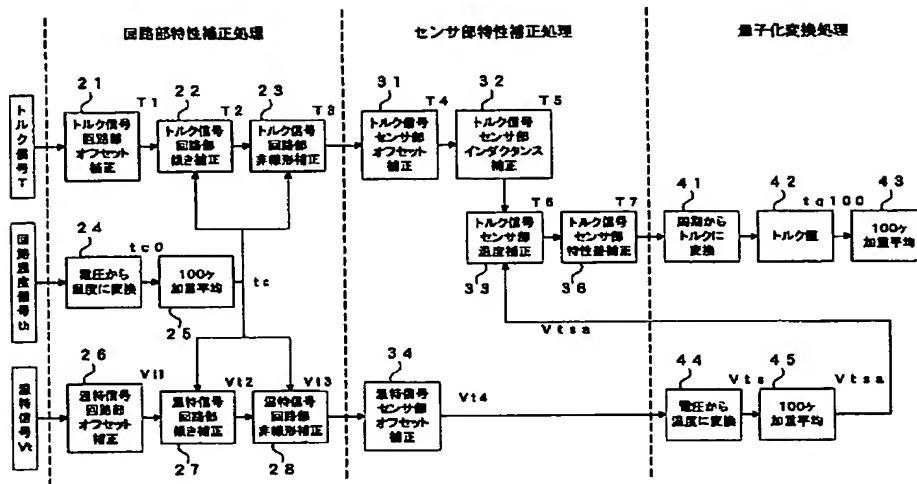 回路部特性補正処理
センサ部特性補正処理
量子化変換処理
トルク信号T
21
トルク信号
回路部
オフセット
補正
T1
22
トルク信号
回路部
傾き補正
T2
23
トルク信号
回路部
非線形補正
T3
31
トルク信号
センサ部
オフセット
補正
T4
32
トルク信号
センサ部
インダクタンス
補正
T5
トルク信号
センサ部
温度補正
33
T6
トルク信号
センサ部
特性差補正
36
T7
41
周期から
トルクに
変換
42
トルク値
tq100
43
100ヶ
加重平均
回路温度信号th
24
電圧から
温度に変換
tc0
100ヶ
加重平均
25
tc
Vtsa
温特信号Vt
26
温特信号
回路部
オフセット
補正
Vt1
温特信号
回路部
傾き補正
27
Vt2
温特信号
回路部
非線形補正
28
Vt3
34
温特信号
センサ部
オフセット
補正
Vt4
44
電圧から
温度に変換
Vts
45
100ヶ
加重平均
Vtsa